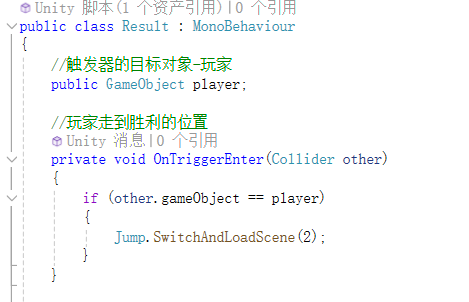 Unity 脚本(1 个资产引用)|0 个引用
public class Result : MonoBehaviour
{
//触发器的目标对象-玩家
public GameObject player;
//玩家走到胜利的位置
Unity 消息|0 个引用
private void OnTriggerEnter(Collider other)
{
if (other.gameObject == player)
{
Jump.SwitchAndLoadScene(2);
}
}